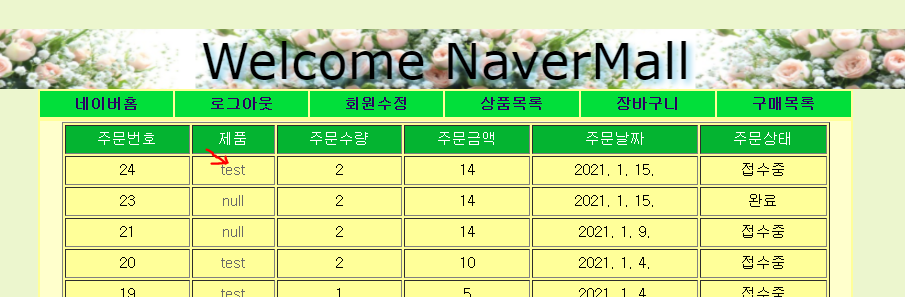 Welcome NaverMall
네이버홈 로그아웃 회원수정 상품목록 장바구니 구매목록
주문번호 제품 주문수량 주문금액 주문날짜 주문상태
24 test 2 14 2021. 1. 15. 접수중
23 null 2 14 2021. 1. 15. 완료
21 null 2 14 2021. 1. 9. 접수중
20 test 2 10 2021. 1. 4. 접수중
19 test 1 5 2021. 1. 4. 접수중